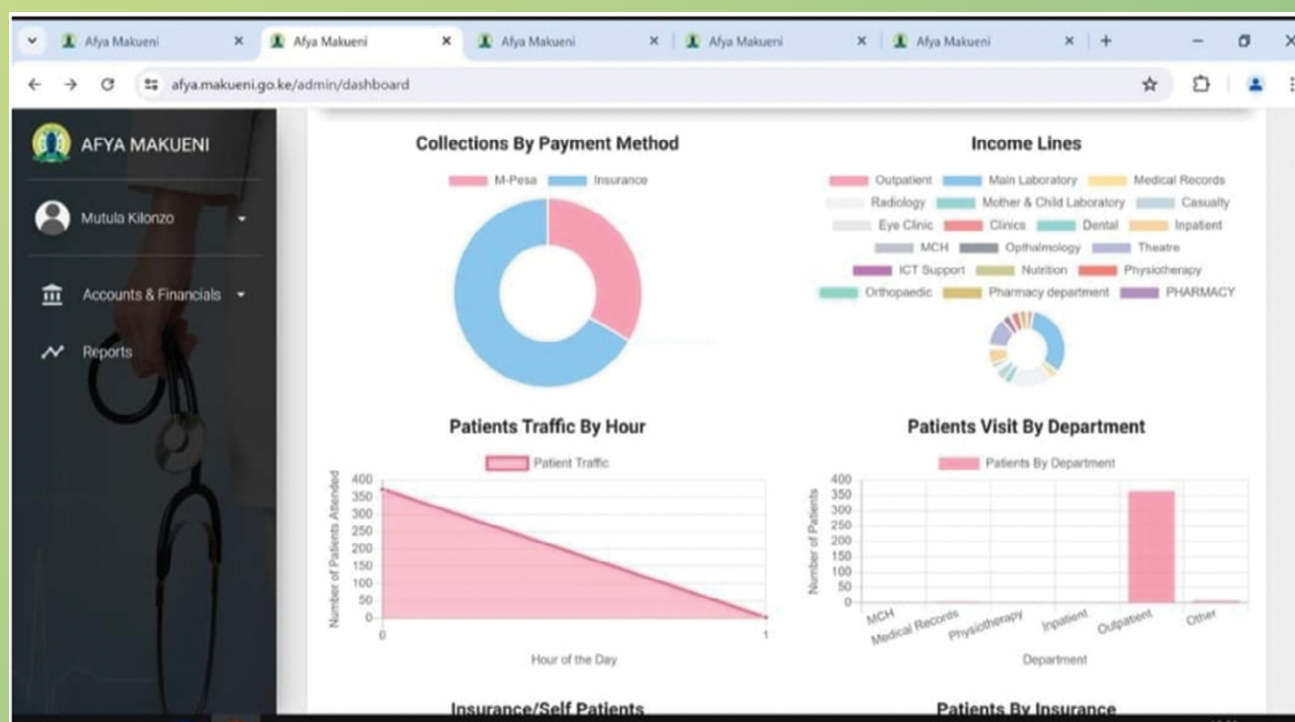 Afya Makueni Afya Makueni Afya Makueni Afya Makueni Afya Makueni
afya.makueni.go.ke/admin/dashboard
AFYA MAKUENI
Mutula Kilonzo
Accounts & Financials
Reports
Collections By Payment Method
M-Pesa Insurance
Income Lines
Outpatient Main Laboratory Medical Records
Radiology Mother & Child Laboratory Casualty
Eye Clinic Clinics Dental Inpatient
MCH Opthalmology Theatre
ICT Support Nutrition Physiotherapy
Orthopaedic Pharmacy department PHARMACY
Patients Traffic By Hour
Patient Traffic
Number of Patients Attended
400
350
300
250
200
150
100
50
0
0 1
Hour of the Day
Patients Visit By Department
Patients By Department
Number of Patients
400
350
300
250
200
150
100
50
0
MCH Medical Records Physiotherapy Inpatient Outpatient Other
Department
Insurance/Self Patients
Patients By Insurance